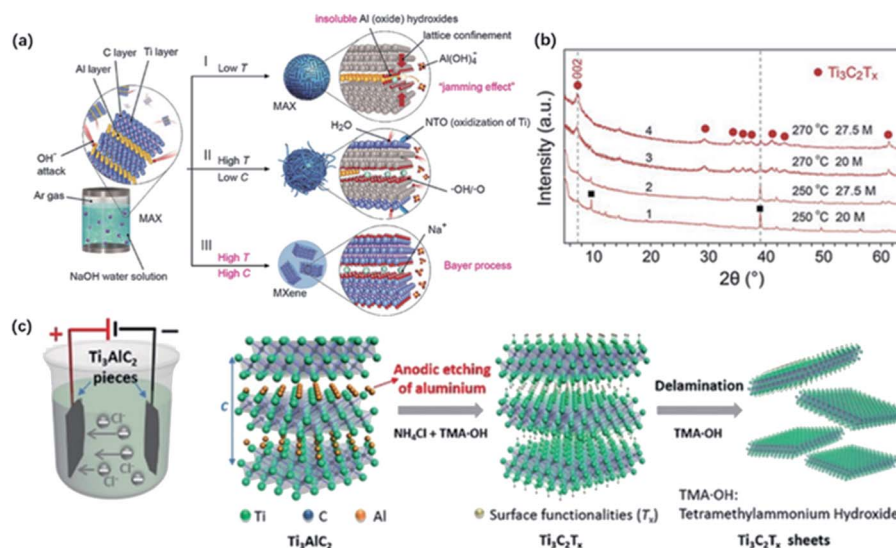 (a)
C layer
Ti layer
Al layer
OH⁻
attack
Ar gas
MAX
NaOH water solution
I
Low T
MAX
insoluble Al (oxide) hydroxides
lattice confinement
Al(OH)₄⁻
"jamming effect"
II
High T
Low C
H₂O
NTO (oxidization of Ti)
-OH/-O
III
High T
High C
MXene
Na⁺
Bayer process
(b)
Intensity (a.u.)
002
Ti₃C₂Tₓ
4
270 °C 27.5 M
3
270 °C 20 M
2
250 °C 27.5 M
1
250 °C 20 M
10 20 30 40 50 60
2θ (°)
(c)
+ −
Ti₃AlC₂
pieces
Cl⁻
Cl⁻
Cl⁻
Cl⁻
c
Anodic etching
of aluminium
NH₄Cl + TMA-OH
Delamination
TMA-OH
Ti
C
Al
Ti₃AlC₂
Surface functionalities (Tₓ)
Ti₃C₂Tₓ
TMA-OH:
Tetramethylammonium Hydroxide
Ti₃C₂Tₓ sheets